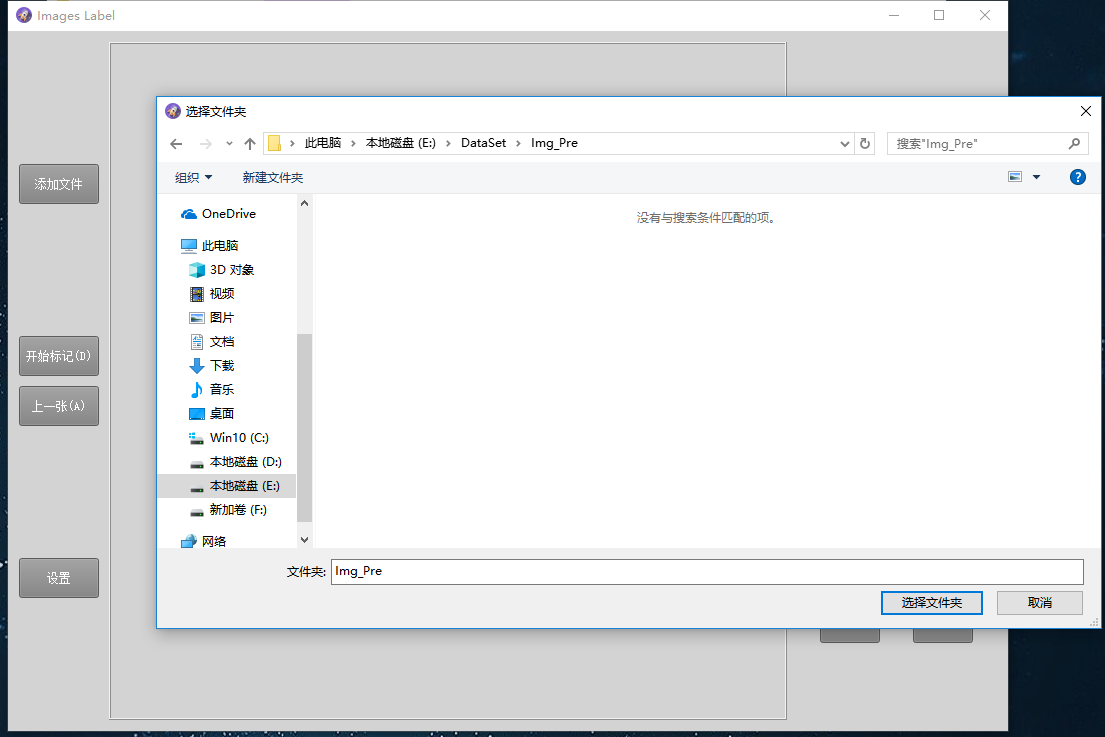 Images Label
选择文件夹
此电脑 本地磁盘 (E:) DataSet Img_Pre
搜索"Img_Pre"
组织 新建文件夹
?
添加文件
开始标记(D)
上一张(A)
设置
OneDrive
此电脑
3D 对象
视频
图片
文档
下载
音乐
桌面
Win10 (C:)
本地磁盘 (D:)
本地磁盘 (E:)
新加卷 (F:)
网络
没有与搜索条件匹配的项。
文件夹: Img_Pre
选择文件夹 取消